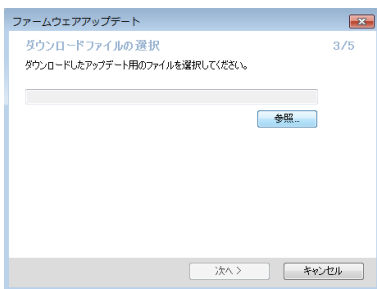 ファームウェアアップデート
ダウンロードファイルの選択 3/5
ダウンロードしたアップデート用のファイルを選択してください。
参照...
次へ >
キャンセル